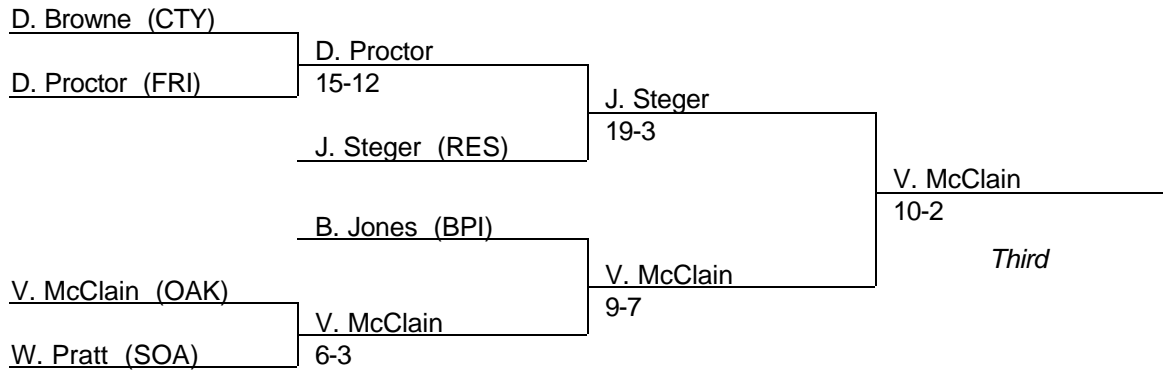 D. Browne (CTY)
D. Proctor
D. Proctor (FRI)
15-12
J. Steger
19-3
J. Steger (RES)
V. McClain
10-2
B. Jones (BPI)
Third
V. McClain
9-7
V. McClain (OAK)
V. McClain
6-3
W. Pratt (SOA)